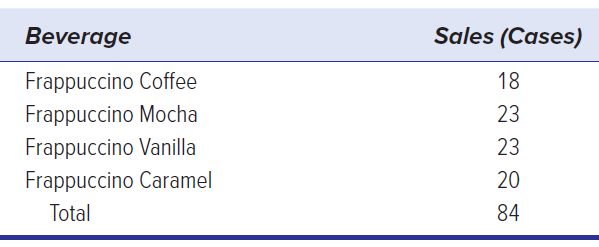 Beverage Sales (Cases)
Frappuccino Coffee 18
Frappuccino Mocha 23
Frappuccino Vanilla 23
Frappuccino Caramel 20
Total 84